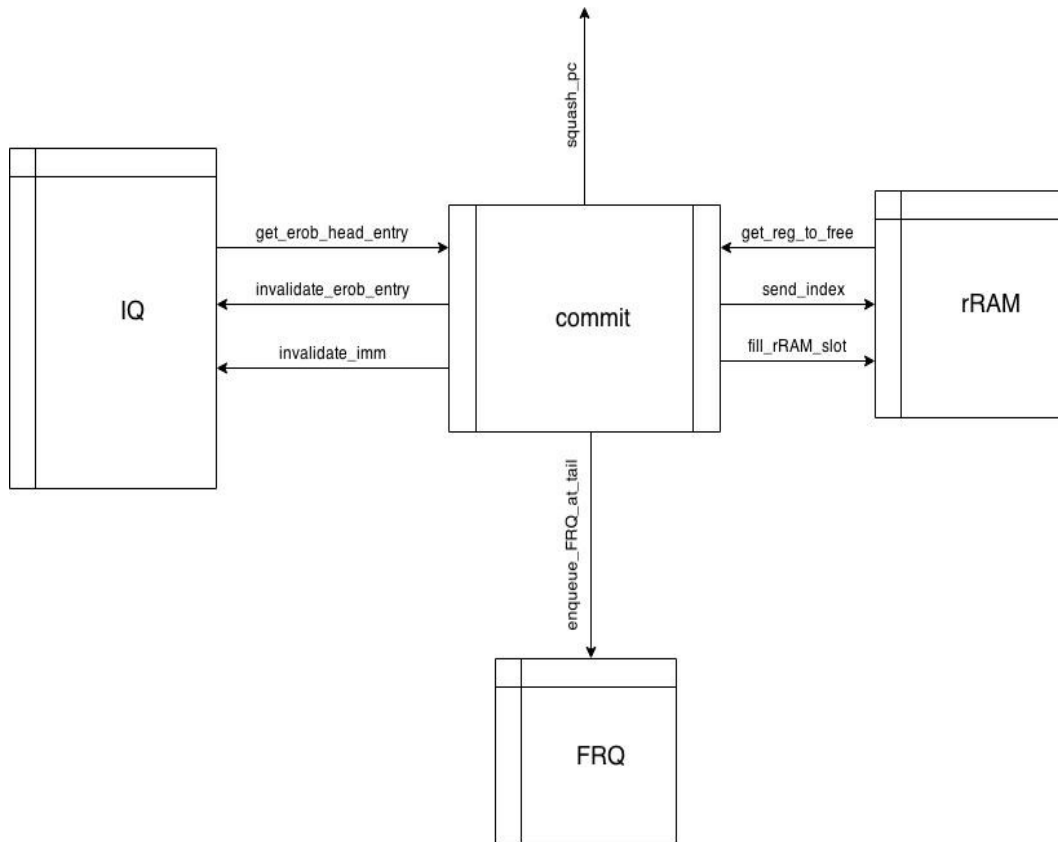 squash_pc
get_erob_head_entry
get_reg_to_free
invalidate_erob_entry
send_index
IQ
commit
rRAM
invalidate_imm
fill_rRAM_slot
enqueue_FRQ_at_tail
FRQ